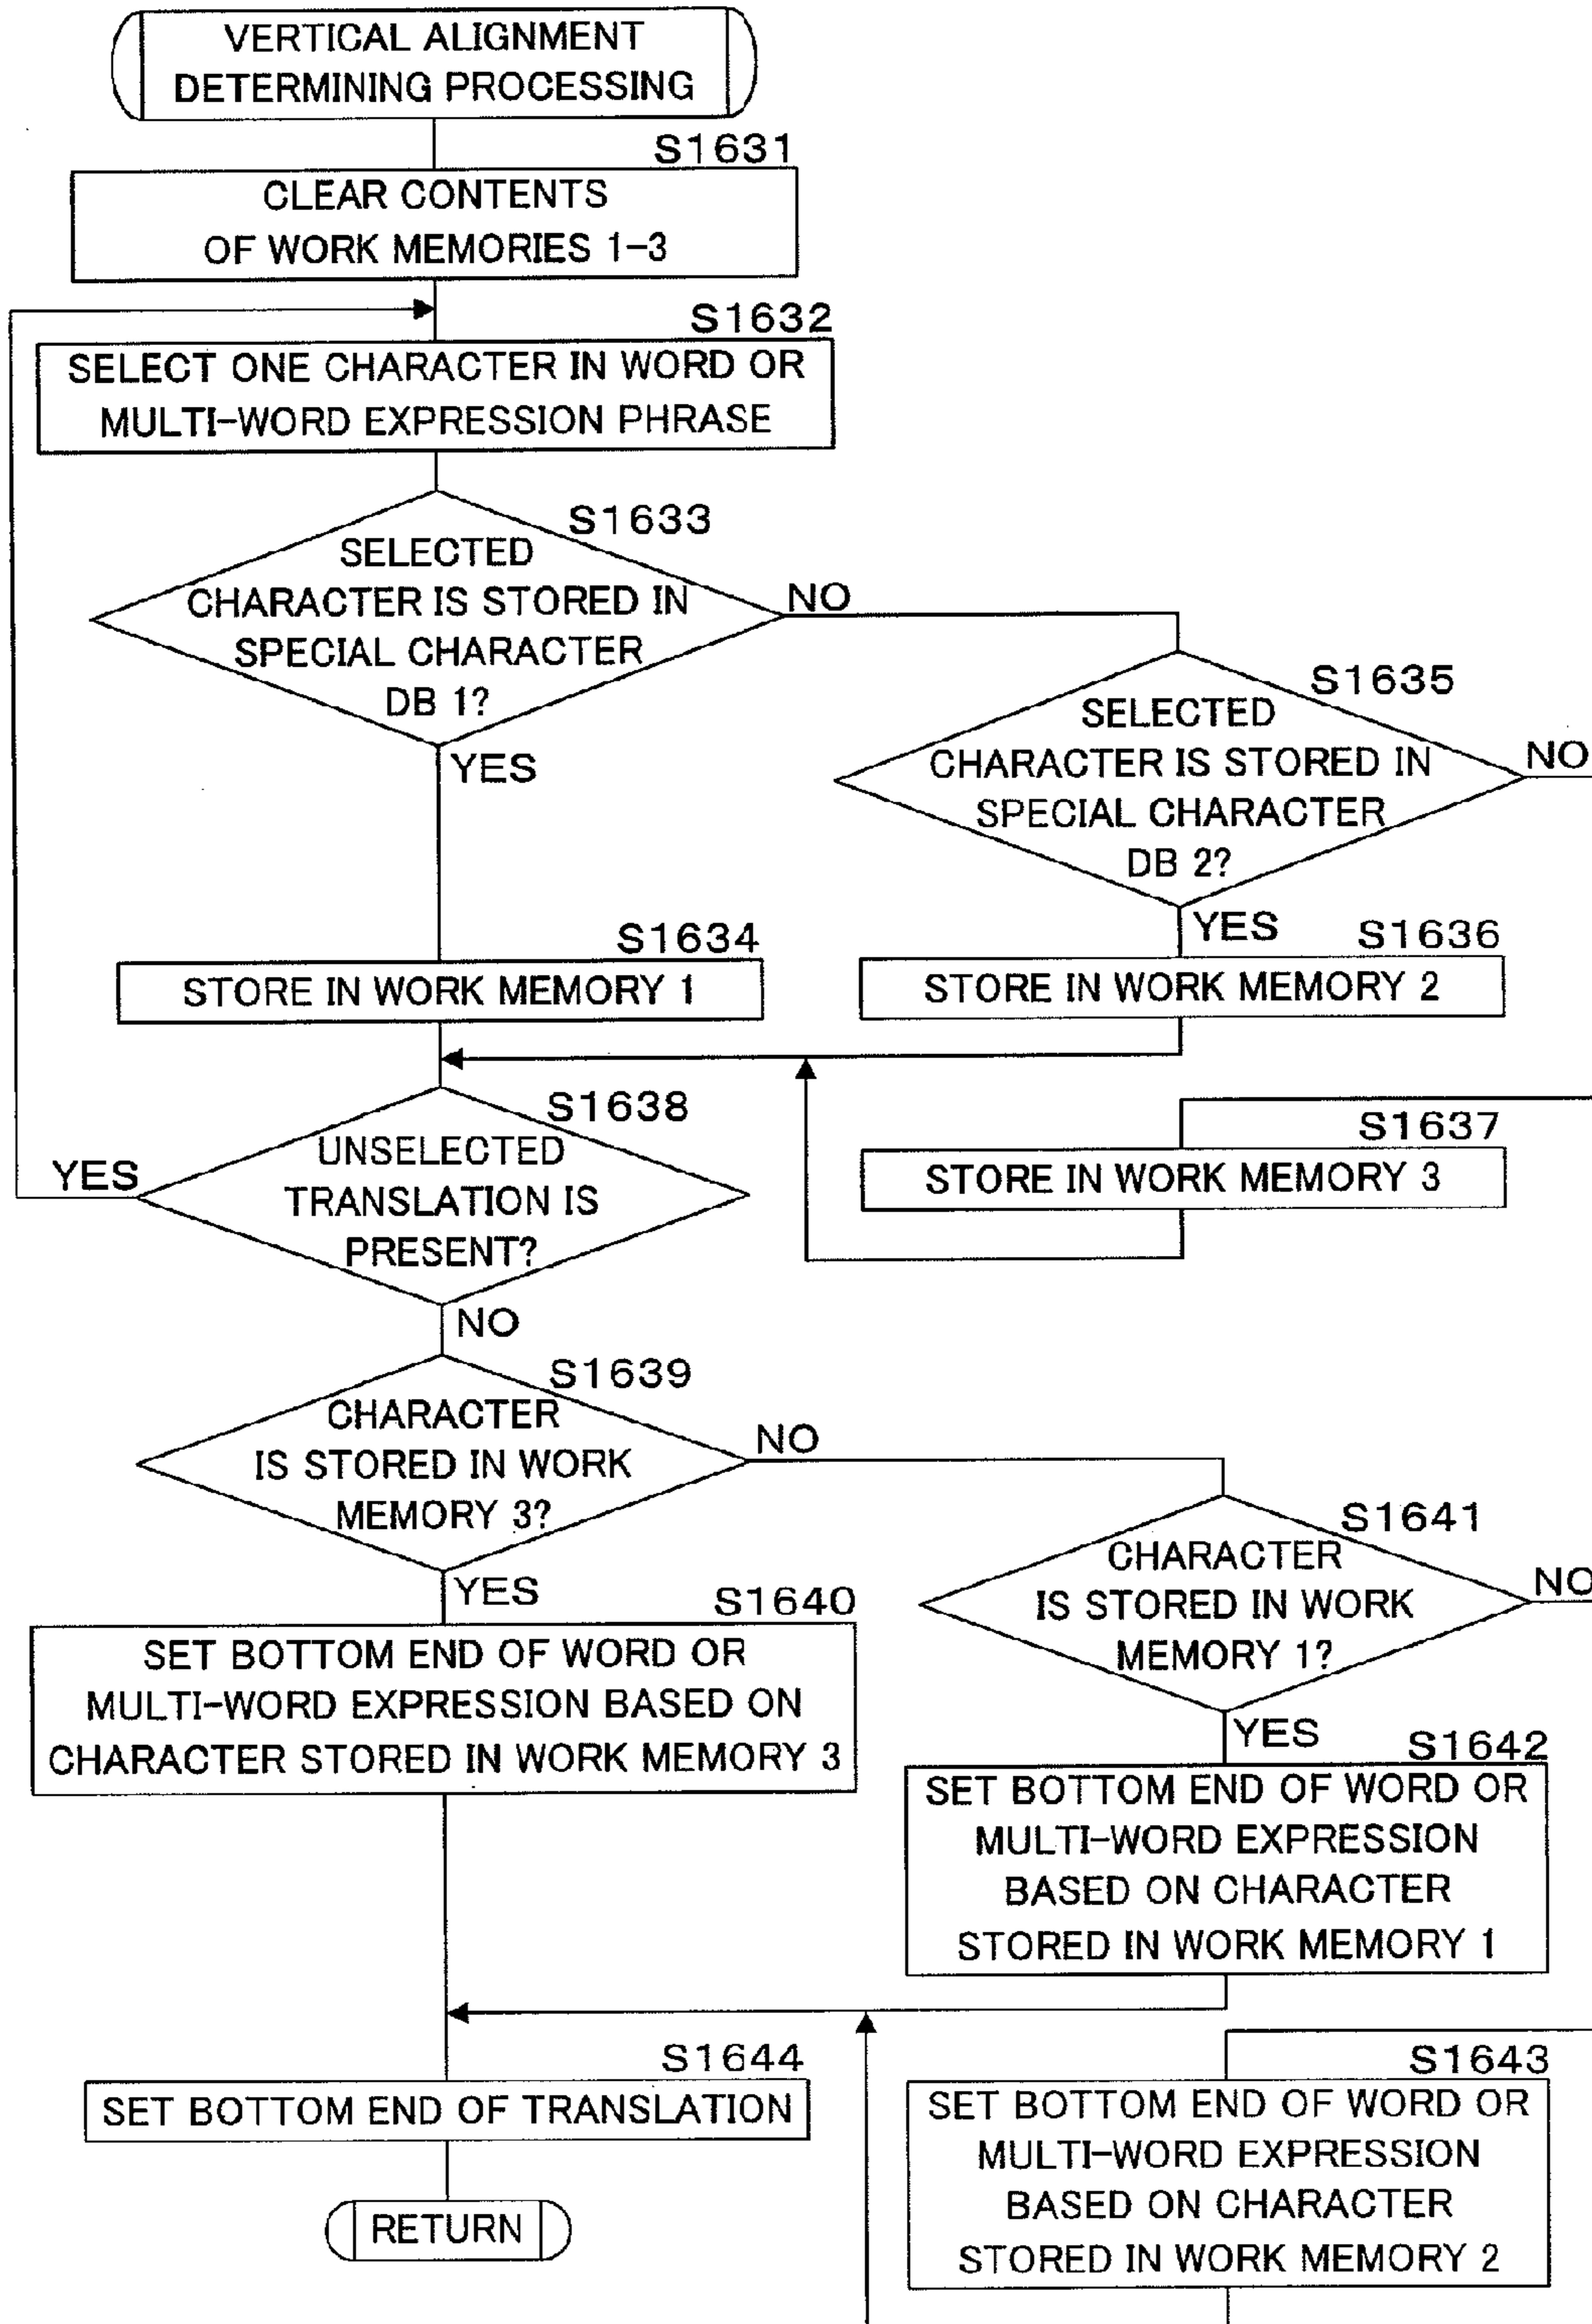 VERTICAL ALIGNMENT
DETERMINING PROCESSING
S1631
CLEAR CONTENTS
OF WORK MEMORIES 1-3
S1632
SELECT ONE CHARACTER IN WORD OR
MULTI-WORD EXPRESSION PHRASE
S1633
SELECTED
CHARACTER IS STORED IN
SPECIAL CHARACTER
DB 1?
NO
YES
S1635
SELECTED
CHARACTER IS STORED IN
SPECIAL CHARACTER
DB 2?
NO
YES
S1634
STORE IN WORK MEMORY 1
S1636
STORE IN WORK MEMORY 2
S1637
STORE IN WORK MEMORY 3
S1638
UNSELECTED
TRANSLATION IS
PRESENT?
YES
NO
S1639
CHARACTER
IS STORED IN WORK
MEMORY 3?
NO
YES
S1640
SET BOTTOM END OF WORD OR
MULTI-WORD EXPRESSION BASED ON
CHARACTER STORED IN WORK MEMORY 3
S1641
CHARACTER
IS STORED IN WORK
MEMORY 1?
NO
YES
S1642
SET BOTTOM END OF WORD OR
MULTI-WORD EXPRESSION
BASED ON CHARACTER
STORED IN WORK MEMORY 1
S1643
SET BOTTOM END OF WORD OR
MULTI-WORD EXPRESSION
BASED ON CHARACTER
STORED IN WORK MEMORY 2
S1644
SET BOTTOM END OF TRANSLATION
RETURN